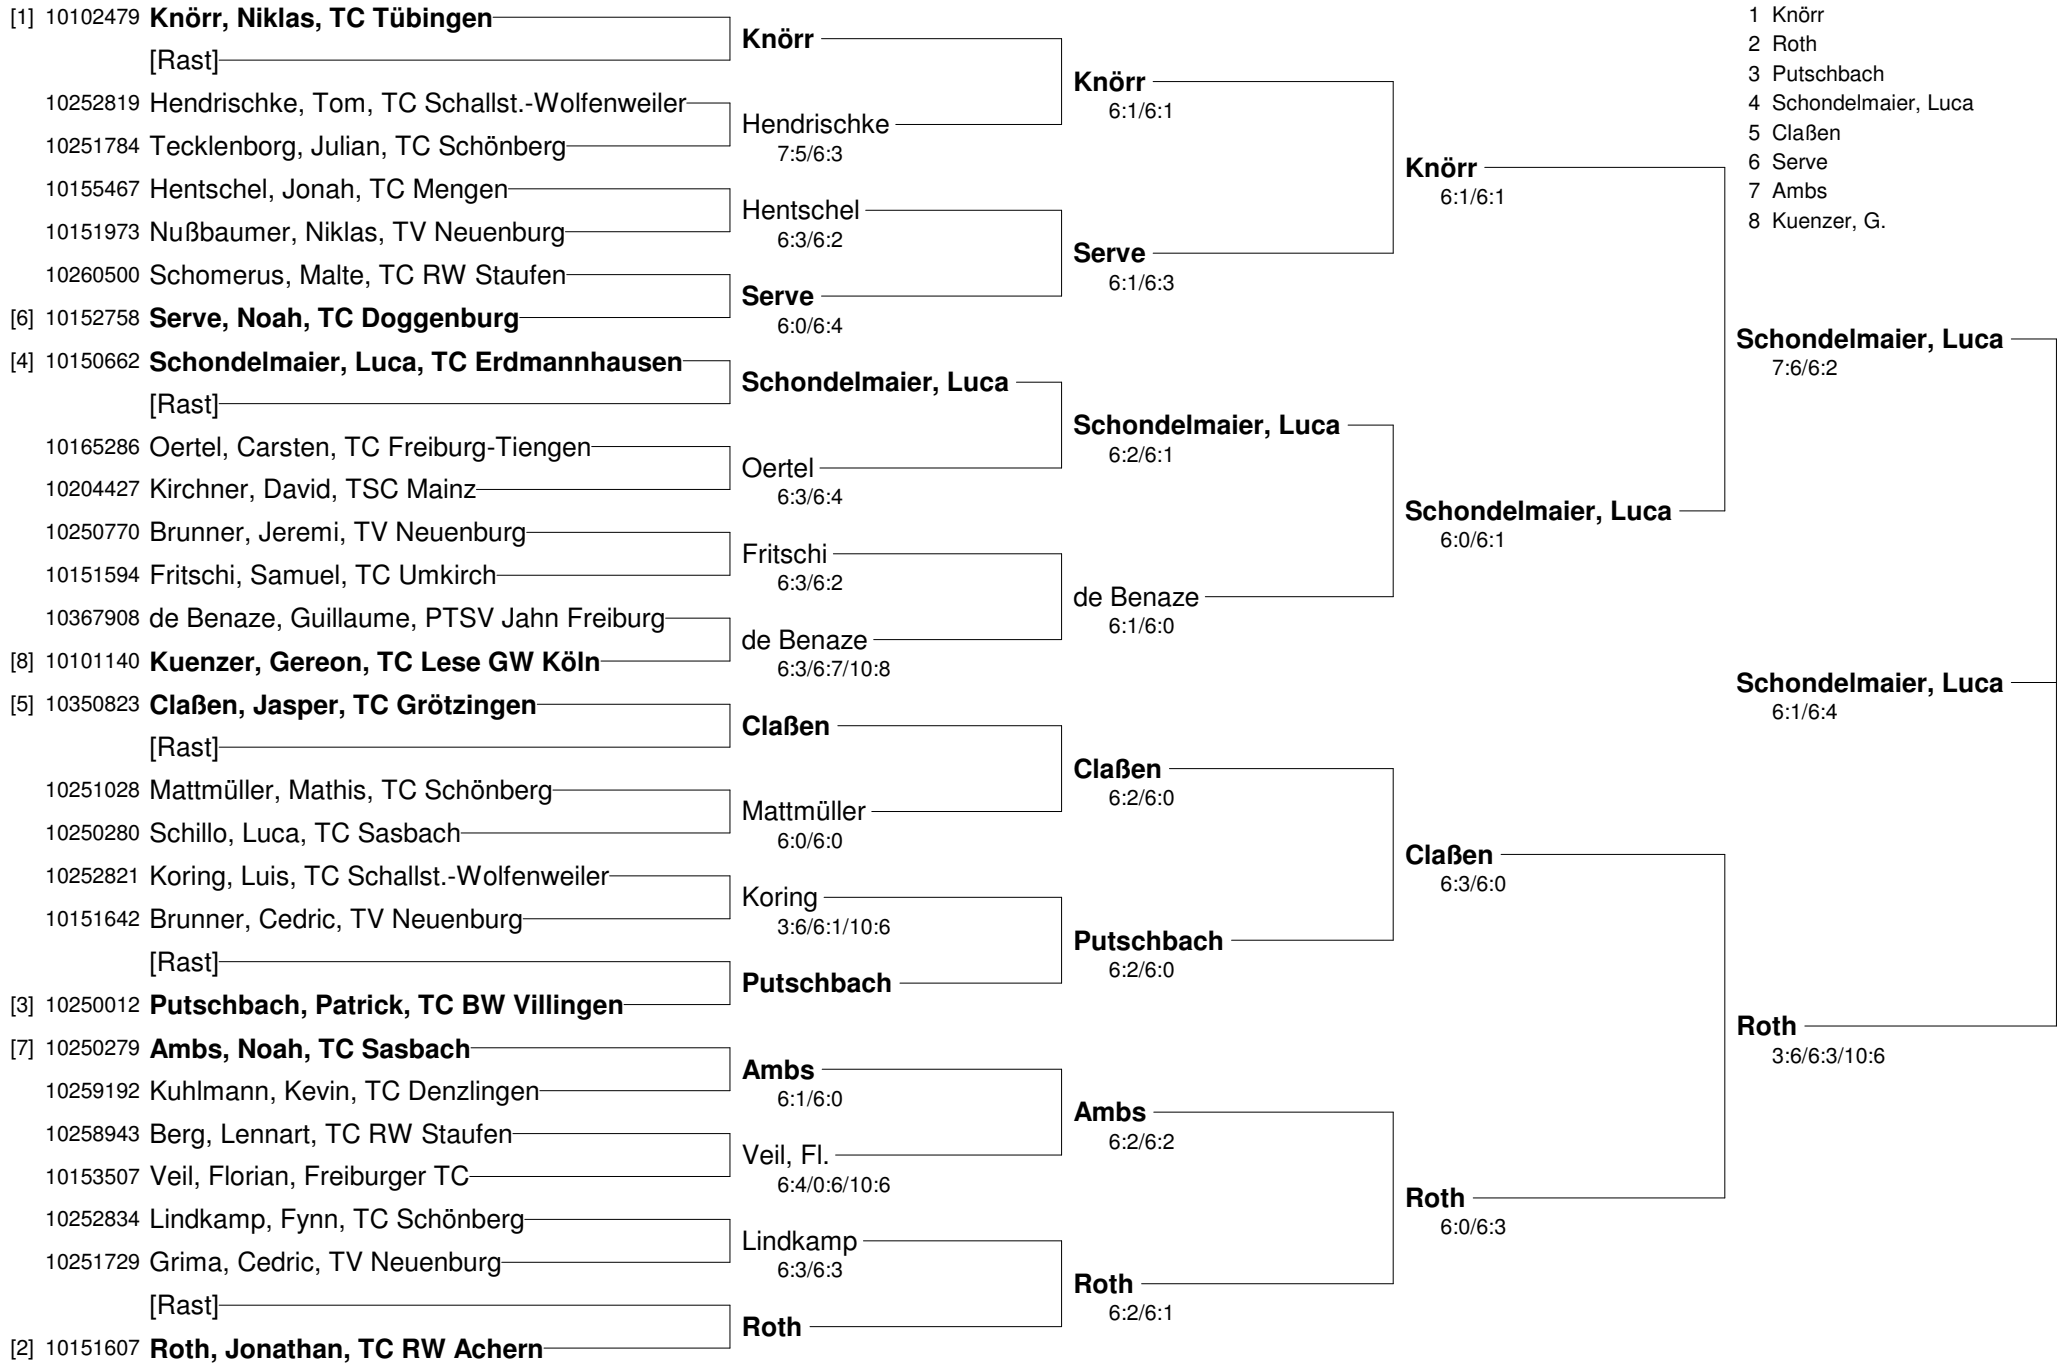 [1] 10102479 Knörr, Niklas, TC Tübingen
[Rast]
10252819 Hendrischke, Tom, TC Schallst.-Wolfenweiler
10251784 Tecklenborg, Julian, TC Schönberg
10155467 Hentschel, Jonah, TC Mengen
10151973 Nußbaumer, Niklas, TV Neuenburg
10260500 Schomerus, Malte, TC RW Staufen
[6] 10152758 Serve, Noah, TC Doggenburg
[4] 10150662 Schondelmaier, Luca, TC Erdmannhausen
[Rast]
10165286 Oertel, Carsten, TC Freiburg-Tiengen
10204427 Kirchner, David, TSC Mainz
10250770 Brunner, Jeremi, TV Neuenburg
10151594 Fritschi, Samuel, TC Umkirch
10367908 de Benaze, Guillaume, PTSV Jahn Freiburg
[8] 10101140 Kuenzer, Gereon, TC Lese GW Köln
[5] 10350823 Claßen, Jasper, TC Grötzingen
[Rast]
10251028 Mattmüller, Mathis, TC Schönberg
10250280 Schillo, Luca, TC Sasbach
10252821 Koring, Luis, TC Schallst.-Wolfenweiler
10151642 Brunner, Cedric, TV Neuenburg
[Rast]
[3] 10250012 Putschbach, Patrick, TC BW Villingen
[7] 10250279 Ambs, Noah, TC Sasbach
10259192 Kuhlmann, Kevin, TC Denzlingen
10258943 Berg, Lennart, TC RW Staufen
10153507 Veil, Florian, Freiburger TC
10252834 Lindkamp, Fynn, TC Schönberg
10251729 Grima, Cedric, TV Neuenburg
[Rast]
[2] 10151607 Roth, Jonathan, TC RW Achern
Knörr
Hendrischke
7:5/6:3
Hentschel
6:3/6:2
Serve
6:0/6:4
Schondelmaier, Luca
Oertel
6:3/6:4
Fritschi
6:3/6:2
de Benaze
6:3/6:7/10:8
Claßen
Mattmüller
6:0/6:0
Koring
3:6/6:1/10:6
Putschbach
Ambs
6:1/6:0
Veil, Fl.
6:4/0:6/10:6
Lindkamp
6:3/6:3
Roth
Knörr
6:1/6:1
Serve
6:1/6:3
Schondelmaier, Luca
6:2/6:1
de Benaze
6:1/6:0
Claßen
6:2/6:0
Putschbach
6:2/6:0
Ambs
6:2/6:2
Roth
6:2/6:1
Knörr
6:1/6:1
Schondelmaier, Luca
6:0/6:1
Claßen
6:3/6:0
Roth
6:0/6:3
1 Knörr
2 Roth
3 Putschbach
4 Schondelmaier, Luca
5 Claßen
6 Serve
7 Ambs
8 Kuenzer, G.
Schondelmaier, Luca
7:6/6:2
Schondelmaier, Luca
6:1/6:4
Roth
3:6/6:3/10:6